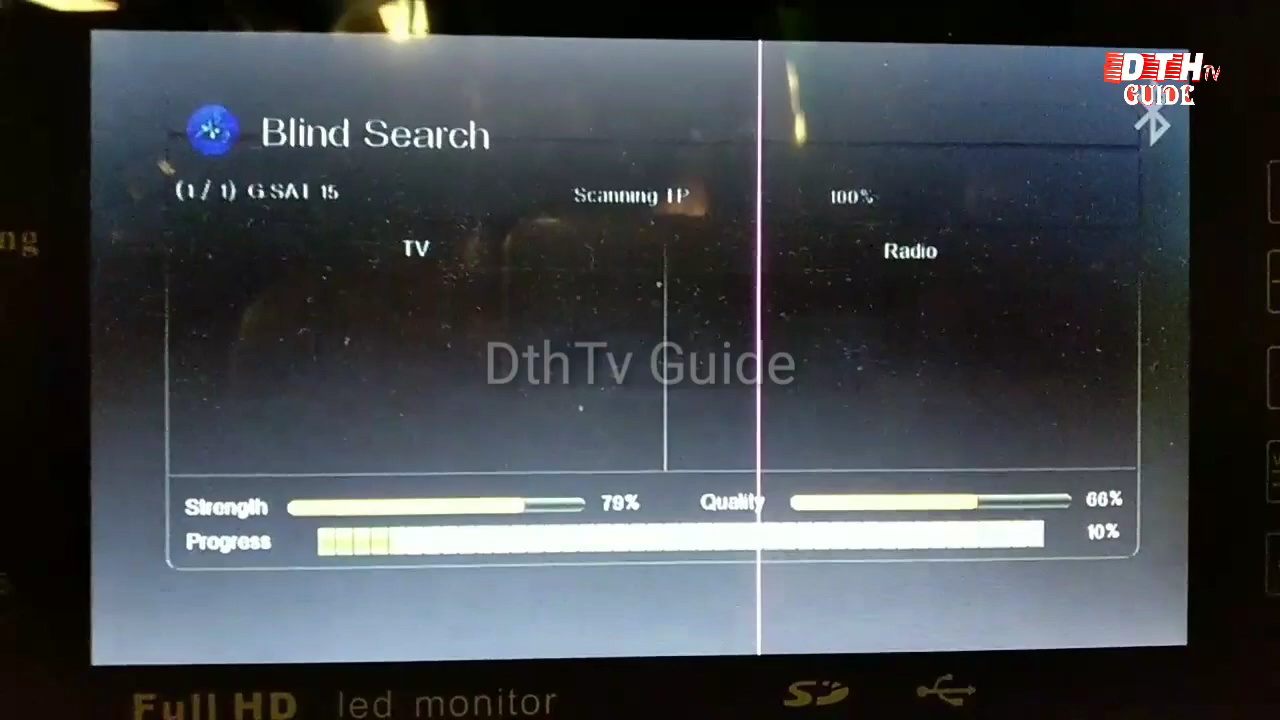 DTH TV
GUIDE
Blind Search
(1 / 1) G.SAT 15 Scanning TP 100%
TV Radio
DthTv Guide
Strength 79% Quality 66%
Progress 10%
Full HD led monitor